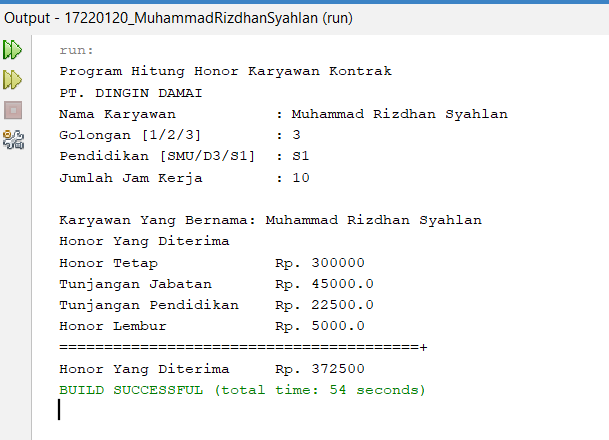 Output - 17220120_MuhammadRizdhanSyahlan (run)
run:
Program Hitung Honor Karyawan Kontrak
PT. DINGIN DAMAI
Nama Karyawan : Muhammad Rizdhan Syahlan
Golongan [1/2/3] : 3
Pendidikan [SMU/D3/S1] : S1
Jumlah Jam Kerja : 10
Karyawan Yang Bernama: Muhammad Rizdhan Syahlan
Honor Yang Diterima
Honor Tetap Rp. 300000
Tunjangan Jabatan Rp. 45000.0
Tunjangan Pendidikan Rp. 22500.0
Honor Lembur Rp. 5000.0
========================================+
Honor Yang Diterima Rp. 372500
BUILD SUCCESSFUL (total time: 54 seconds)